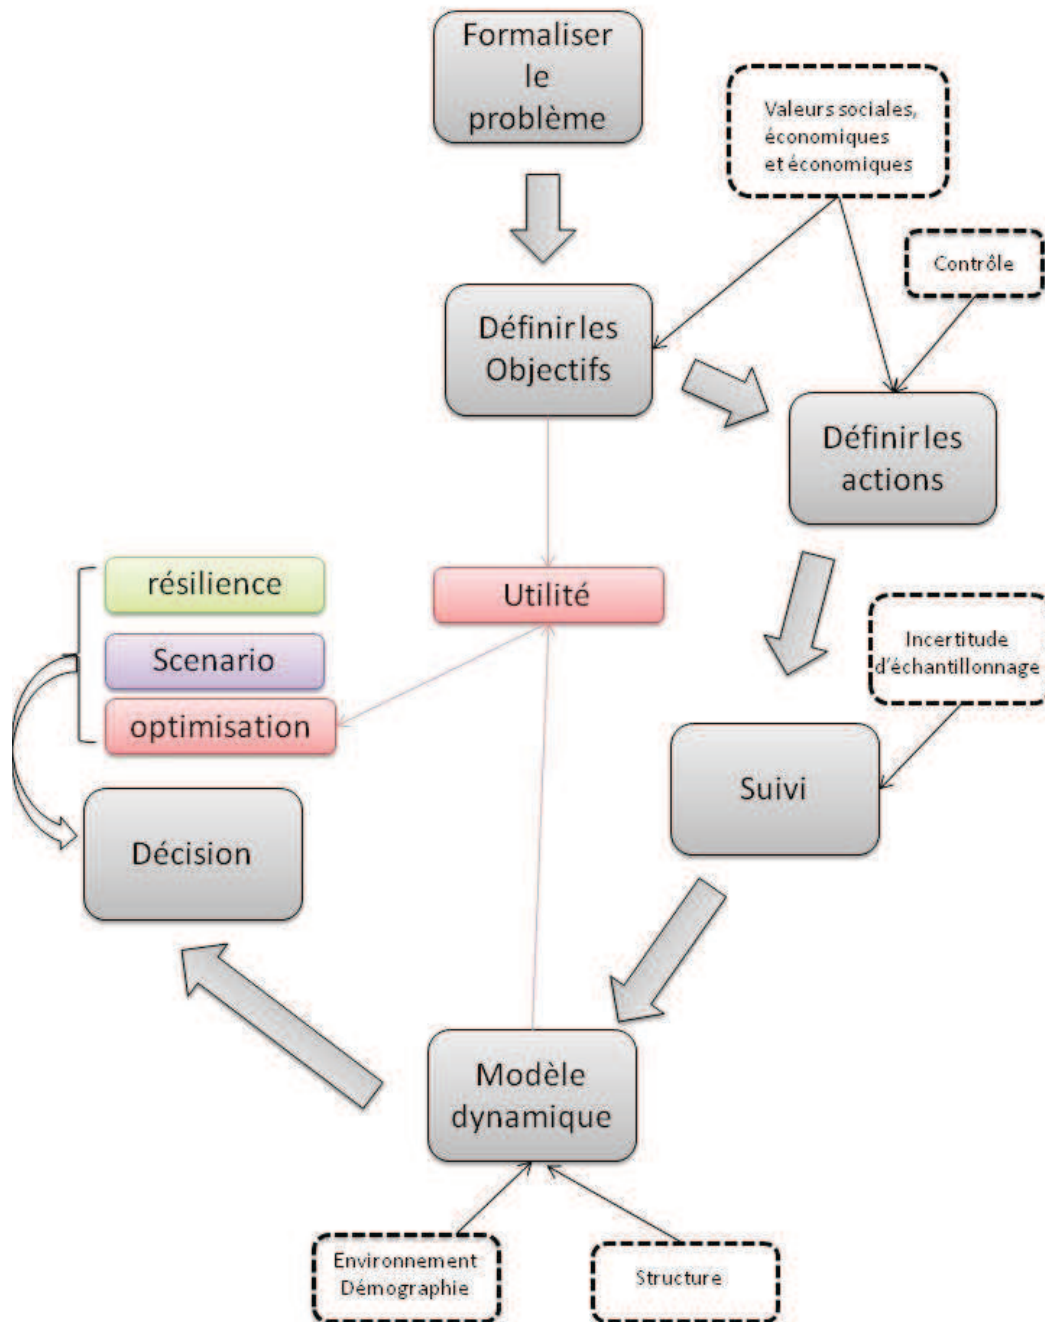 Formaliser
le
problème
Valeurs sociales,
économiques
et économiques
Contrôle
Définir les
Objectifs
Définir les
actions
résilience
Utilité
Scenario
optimisation
Incertitude
d'échantillonnage
Suivi
Décision
Modèle
dynamique
Environnement
Démographie
Structure